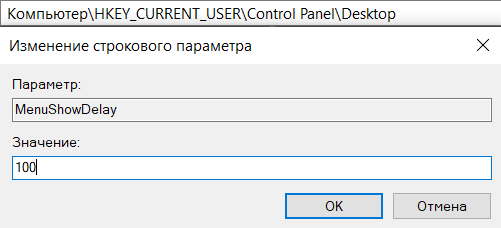 Компьютер\HKEY_CURRENT_USER\Control Panel\Desktop
Изменение строкового параметра
Параметр:
MenuShowDelay
Значение:
100
OK
Отмена